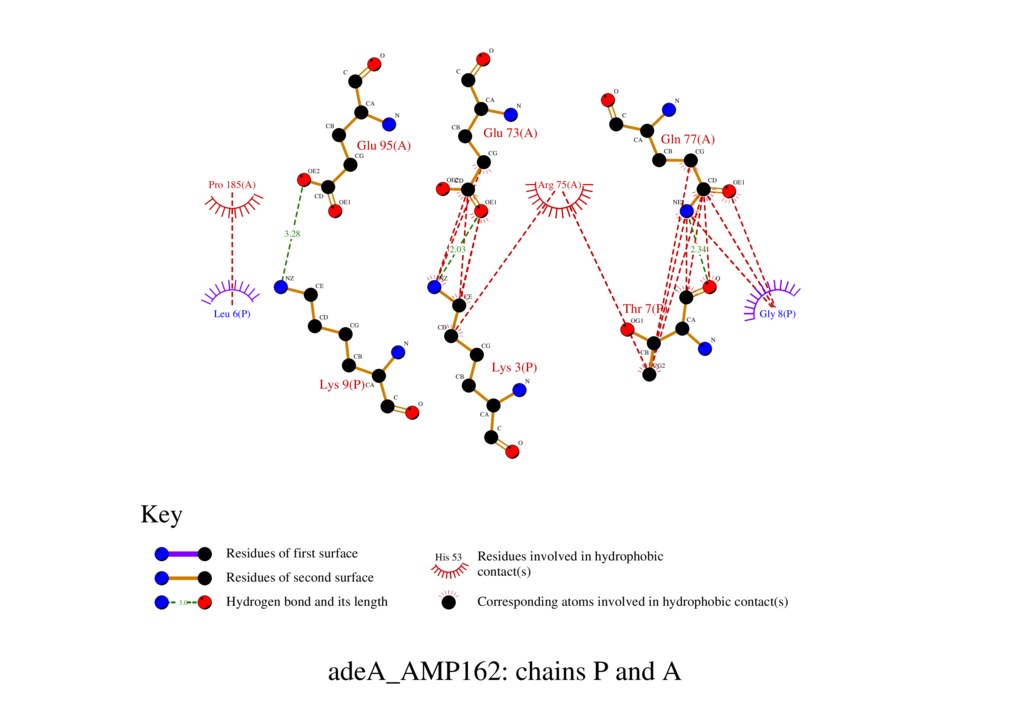 O
C
CA
N
CB
Glu 95(A)
CG
OE2
CD
OE1
O
C
CA
N
CB
Glu 73(A)
CG
CD
OE1
O
C
N
CA
Gln 77(A)
CB
CG
CD
OE1
Pro 185(A)
Arg 75(A)
3.28
2.03
2.34
Leu 6(P)
NZ
CE
CD
CG
CB
N
Lys 9(P)
CA
C
O
CE
CD
CG
CB
Lys 3(P)
N
CA
C
O
O
Thr 7(P)
OG1
CA
N
CB
CG2
Gly 8(P)
Key
Residues of first surface
Residues of second surface
3.0
Hydrogen bond and its length
His 53
Residues involved in hydrophobic
contact(s)
Corresponding atoms involved in hydrophobic contact(s)
adeA_AMP162: chains P and A